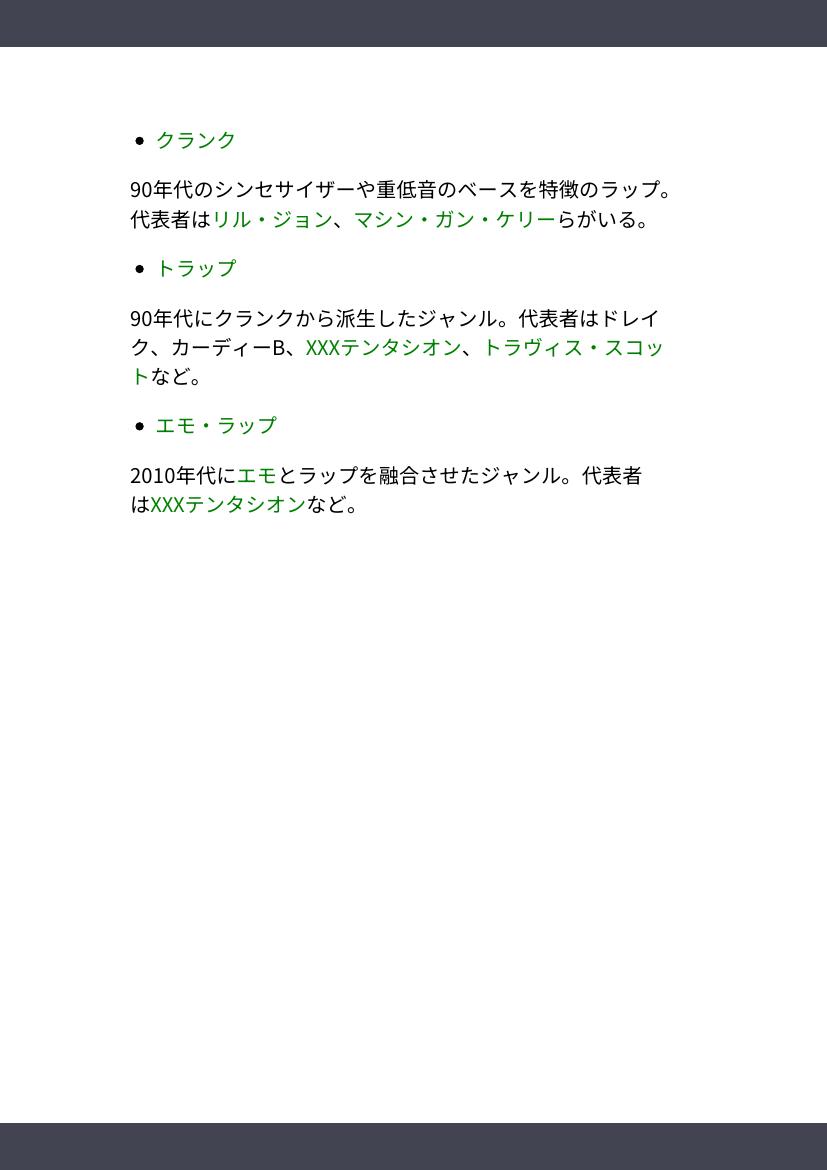 • クランク
90年代のシンセサイザーや重低音のベースを特徴のラップ。
代表者はリル・ジョン、マシン・ガン・ケリーらがいる。
• トラップ
90年代にクランクから派生したジャンル。代表者はドレイ
ク、カーディーB、XXXテンタシオン、トラヴィス・スコッ
トなど。
• エモ・ラップ
2010年代にエモとラップを融合させたジャンル。代表者
はXXXテンタシオンなど。